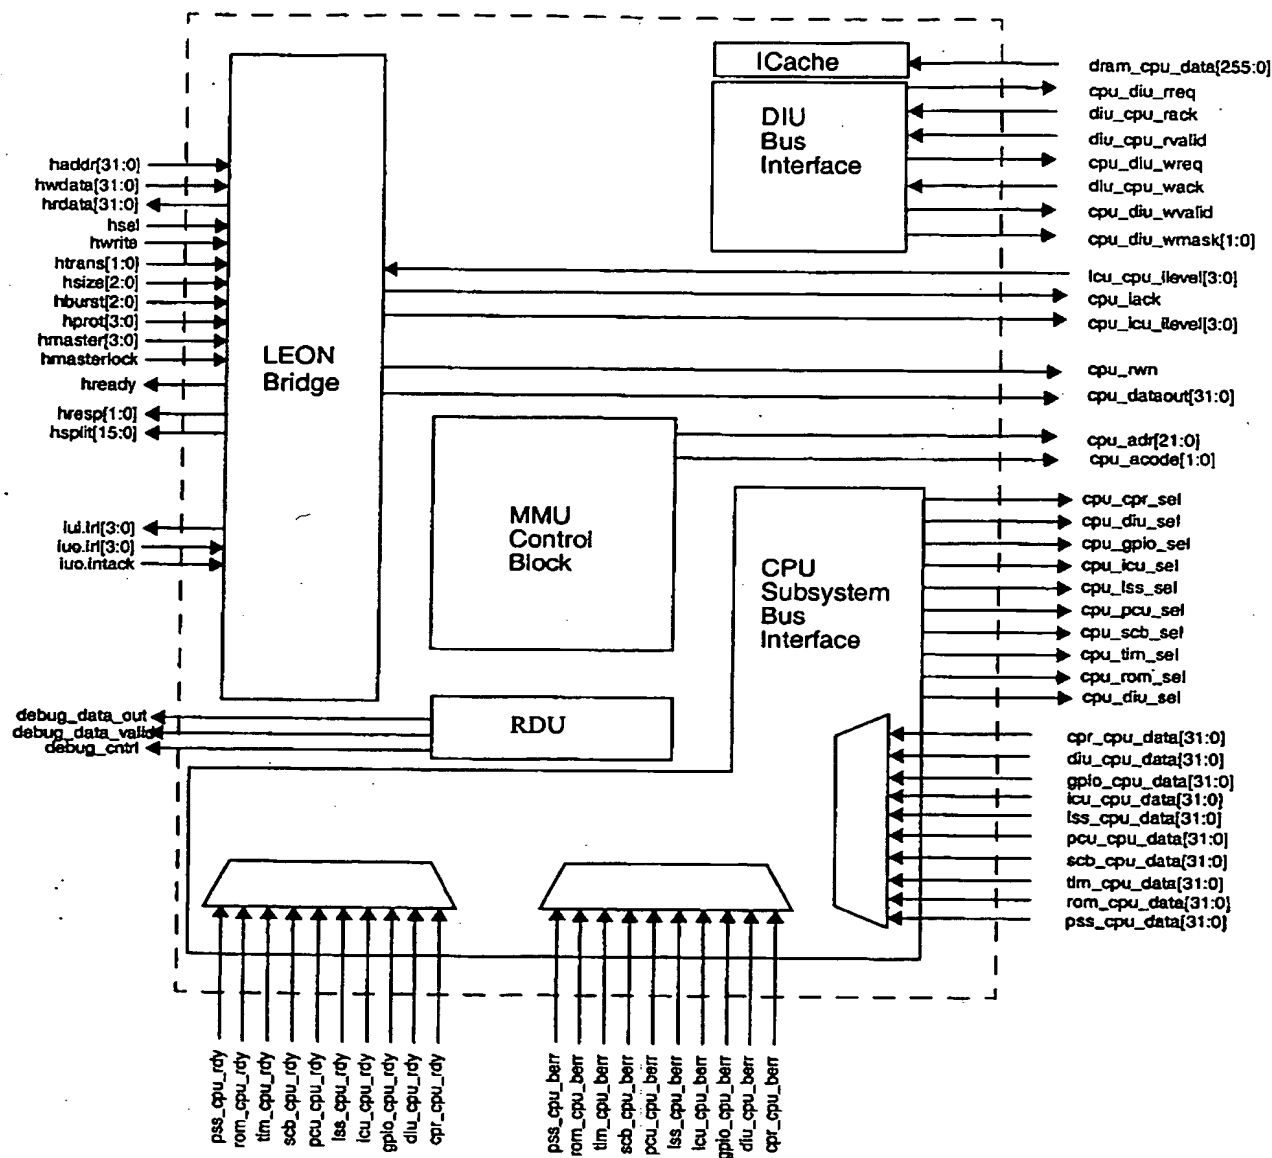 ICache
DIU
Bus
Interface
LEON
Bridge
MMU
Control
Block
CPU
Subsystem
Bus
Interface
RDU
haddr[31:0]
hwdata[31:0]
hrdata[31:0]
hsel
hwrite
htrans[1:0]
hsize[2:0]
hburst[2:0]
hprot[3:0]
hmaster[3:0]
hmasterlock
hready
hresp[1:0]
hsplit[15:0]
iui.irl[3:0]
iuo.irl[3:0]
iuo.intack
debug_data_out
debug_data_valid
debug_cntrl
dram_cpu_data[255:0]
cpu_diu_rreq
diu_cpu_rack
diu_cpu_rvalid
cpu_diu_wreq
diu_cpu_wack
cpu_diu_wvalid
cpu_diu_wmask[1:0]
icu_cpu_ilevel[3:0]
cpu_iack
cpu_icu_ilevel[3:0]
cpu_rwn
cpu_dataout[31:0]
cpu_adr[21:0]
cpu_acode[1:0]
cpu_cpr_sel
cpu_diu_sel
cpu_gpio_sel
cpu_icu_sel
cpu_lss_sel
cpu_pcu_sel
cpu_scb_sel
cpu_tim_sel
cpu_rom_sel
cpu_diu_sel
cpr_cpu_data[31:0]
diu_cpu_data[31:0]
gpio_cpu_data[31:0]
icu_cpu_data[31:0]
lss_cpu_data[31:0]
pcu_cpu_data[31:0]
scb_cpu_data[31:0]
tim_cpu_data[31:0]
rom_cpu_data[31:0]
pss_cpu_data[31:0]
pss_cpu_rdy
rom_cpu_rdy
tim_cpu_rdy
scb_cpu_rdy
pcu_cpu_rdy
lss_cpu_rdy
icu_cpu_rdy
gpio_cpu_rdy
diu_cpu_rdy
cpr_cpu_rdy
pss_cpu_berr
rom_cpu_berr
tim_cpu_berr
scb_cpu_berr
pcu_cpu_berr
lss_cpu_berr
icu_cpu_berr
gpio_cpu_berr
diu_cpu_berr
cpr_cpu_berr